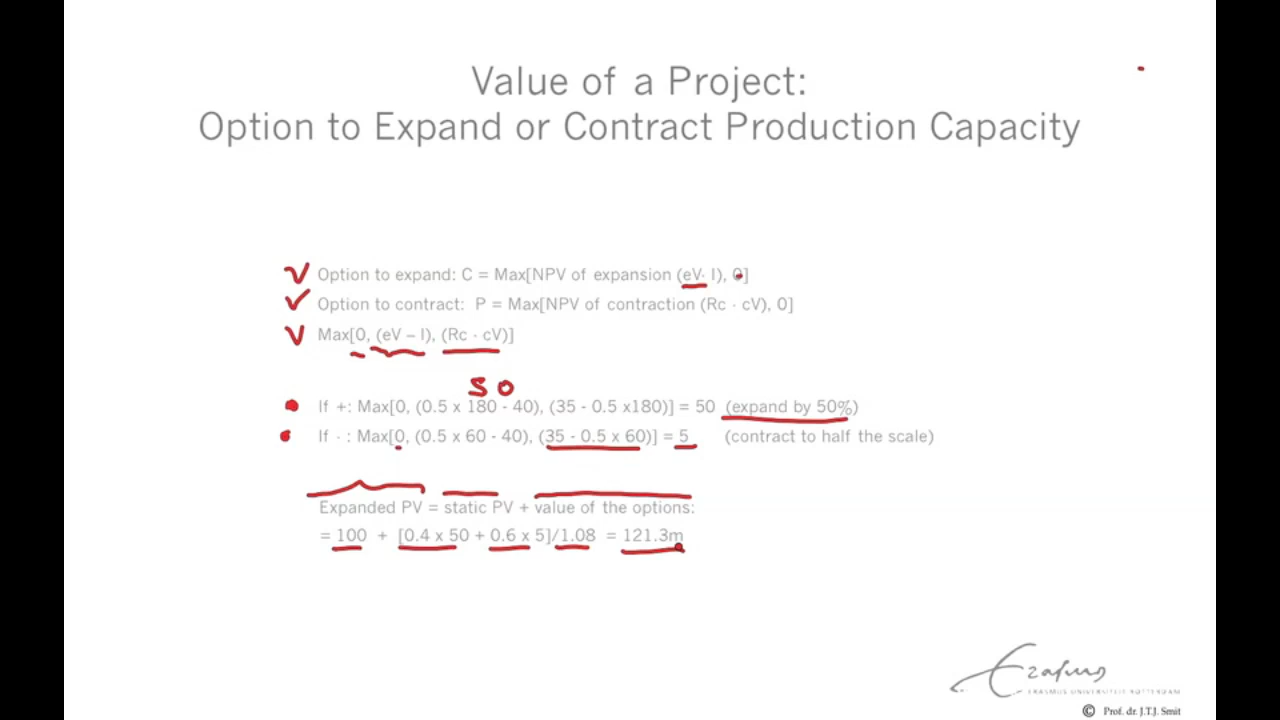 Value of a Project:
Option to Expand or Contract Production Capacity
Option to expand: C = Max[NPV of expansion (eV- I), 0]
Option to contract: P = Max[NPV of contraction (Rc - cV), 0]
Max[0, (eV – I), (Rc - cV)]
50
If +: Max[0, (0.5 x 180 - 40), (35 - 0.5 x180)] = 50 (expand by 50%)
If - : Max[0, (0.5 x 60 - 40), (35 - 0.5 x 60)] = 5 (contract to half the scale)
Expanded PV = static PV + value of the options:
= 100 + [0.4 x 50 + 0.6 x 5]/1.08 = 121.3m
Erasmus
ERASMUS UNIVERSITEIT ROTTERDAM
© Prof. dr. J.T.J. Smit